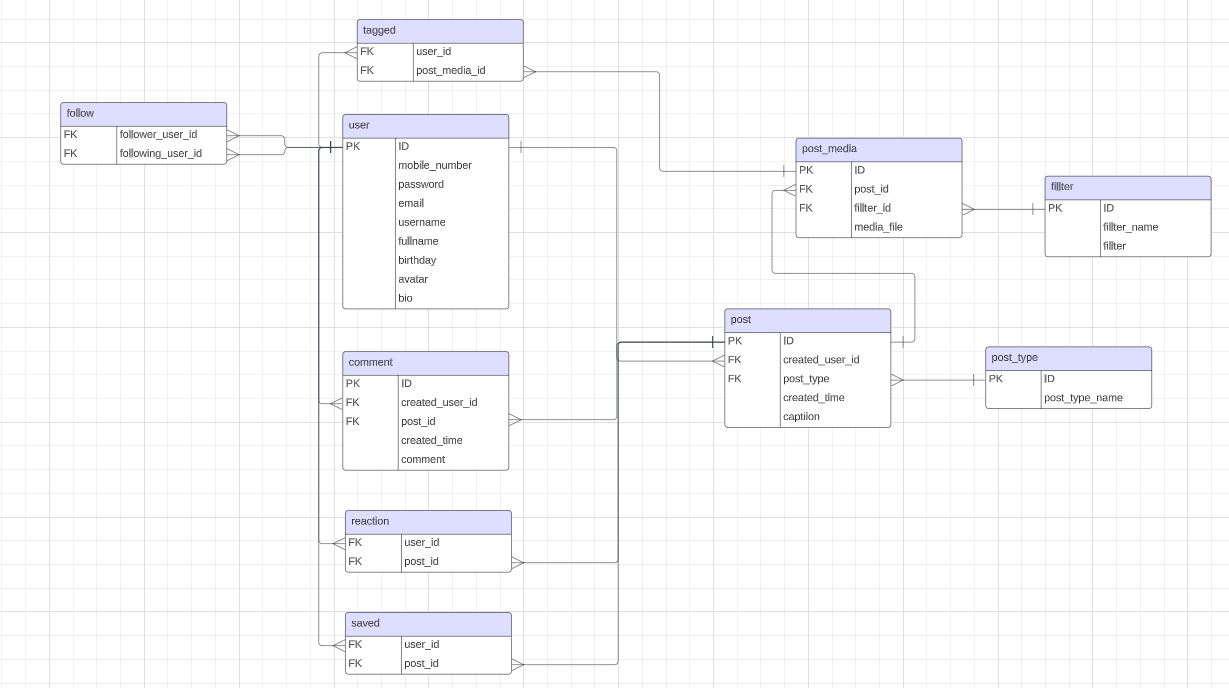 tagged
FK user_id
FK post_media_id
follow
FK follower_user_id
FK following_user_id
user
PK ID
mobile_number
password
email
username
fullname
birthday
avatar
bio
post_media
PK ID
FK post_id
FK fillter_id
media_file
fillter
PK ID
fillter_name
fillter
post
PK ID
FK created_user_id
FK post_type
created_time
captiion
post_type
PK ID
post_type_name
comment
PK ID
FK created_user_id
FK post_id
created_time
comment
reaction
FK user_id
FK post_id
saved
FK user_id
FK post_id